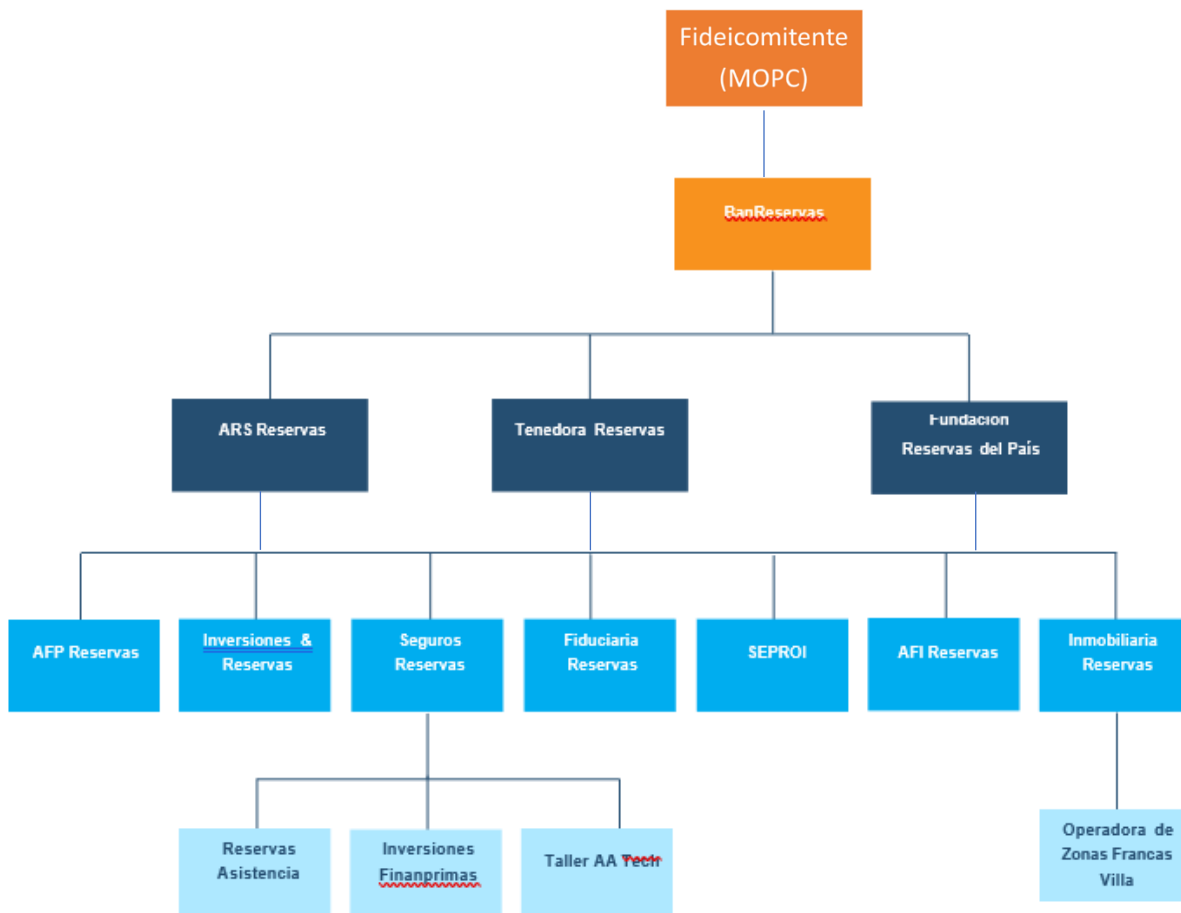 Fideicomitente
(MOPC)
BanReservas
ARS Reservas
Tenedora Reservas
Fundación
Reservas del País
AFP Reservas
Inversiones &
Reservas
Seguros
Reservas
Fiduciaria
Reservas
SEPROI
AFI Reservas
Inmobiliaria
Reservas
Reservas
Asistencia
Inversiones
Finanprimas
Taller AA Tech
Operadora de
Zonas Francas
Villa